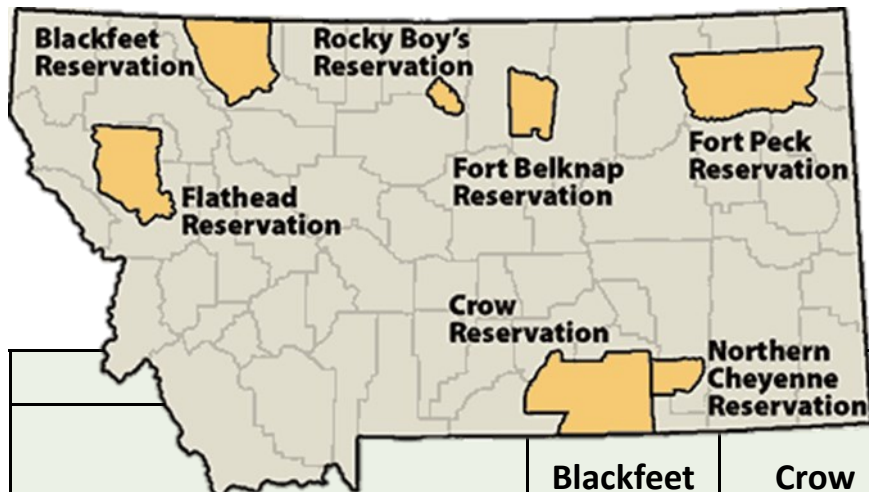 Blackfeet
Reservation
Rocky Boy's
Reservation
Fort Peck
Reservation
Fort Belknap
Reservation
Flathead
Reservation
Crow
Reservation
Northern
Cheyenne
Reservation
Blackfeet
Crow